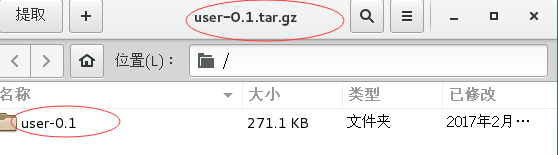 提取 user-0.1.tar.gz
位置(L)： /
名称 大小 类型 已修改
user-0.1 271.1 KB 文件夹 2017年2月…